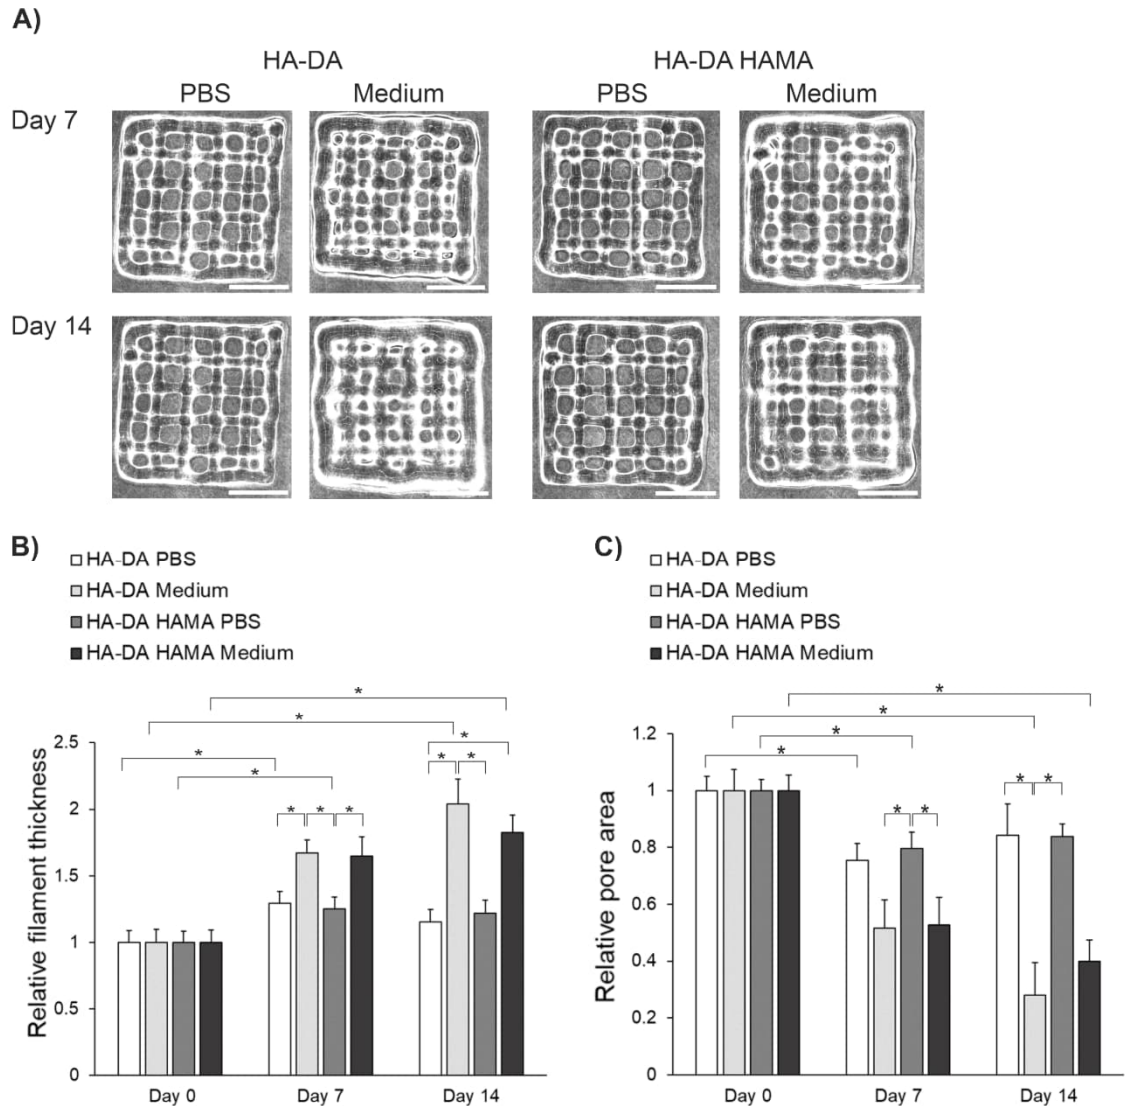 A)
HA-DA HA-DA HAMA
PBS Medium PBS Medium
Day 7
Day 14
B)
HA-DA PBS
HA-DA Medium
HA-DA HAMA PBS
HA-DA HAMA Medium
* * * * * * * * * * *
Relative filament thickness
2.5
2
1.5
1
0.5
0
Day 0 Day 7 Day 14
C)
HA-DA PBS
HA-DA Medium
HA-DA HAMA PBS
HA-DA HAMA Medium
* * * * * * * *
Relative pore area
1.2
1
0.8
0.6
0.4
0.2
0
Day 0 Day 7 Day 14